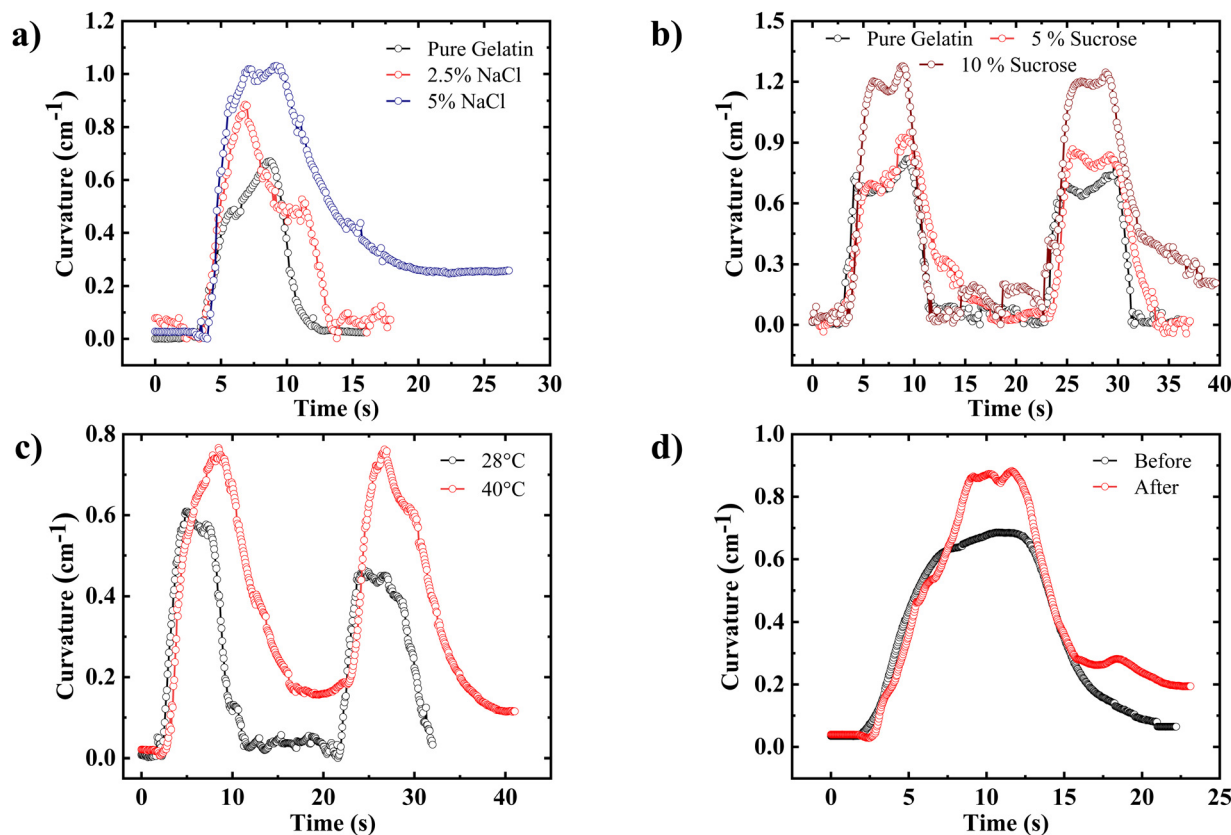 a)
Curvature (cm-1)
1.2
1.0
0.8
0.6
0.4
0.2
0.0
Pure Gelatin
2.5% NaCl
5% NaCl
0 5 10 15 20 25 30
Time (s)
b)
Curvature (cm-1)
1.5
1.2
0.9
0.6
0.3
0.0
Pure Gelatin 5 % Sucrose
10 % Sucrose
0 5 10 15 20 25 30 35 40
Time (s)
c)
Curvature (cm-1)
0.8
0.6
0.4
0.2
0.0
28°C
40°C
0 10 20 30 40
Time (s)
d)
Curvature (cm-1)
1.0
0.8
0.6
0.4
0.2
0.0
Before
After
0 5 10 15 20 25
Time (s)